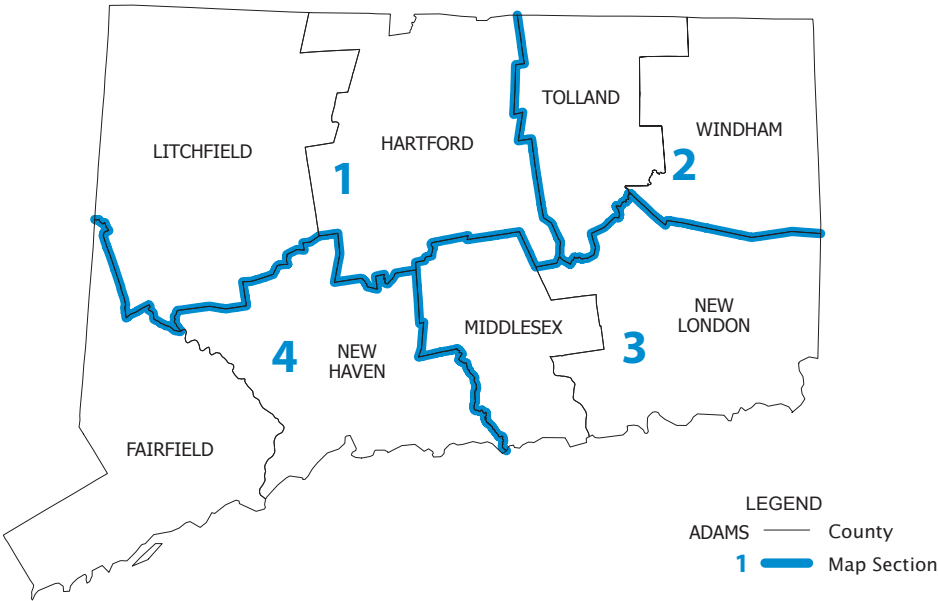 TOLLAND
WINDHAM
HARTFORD
LITCHFIELD
1
2
NEW
LONDON
MIDDLESEX
3
4
NEW
HAVEN
FAIRFIELD
LEGEND
ADAMS County
1 Map Section